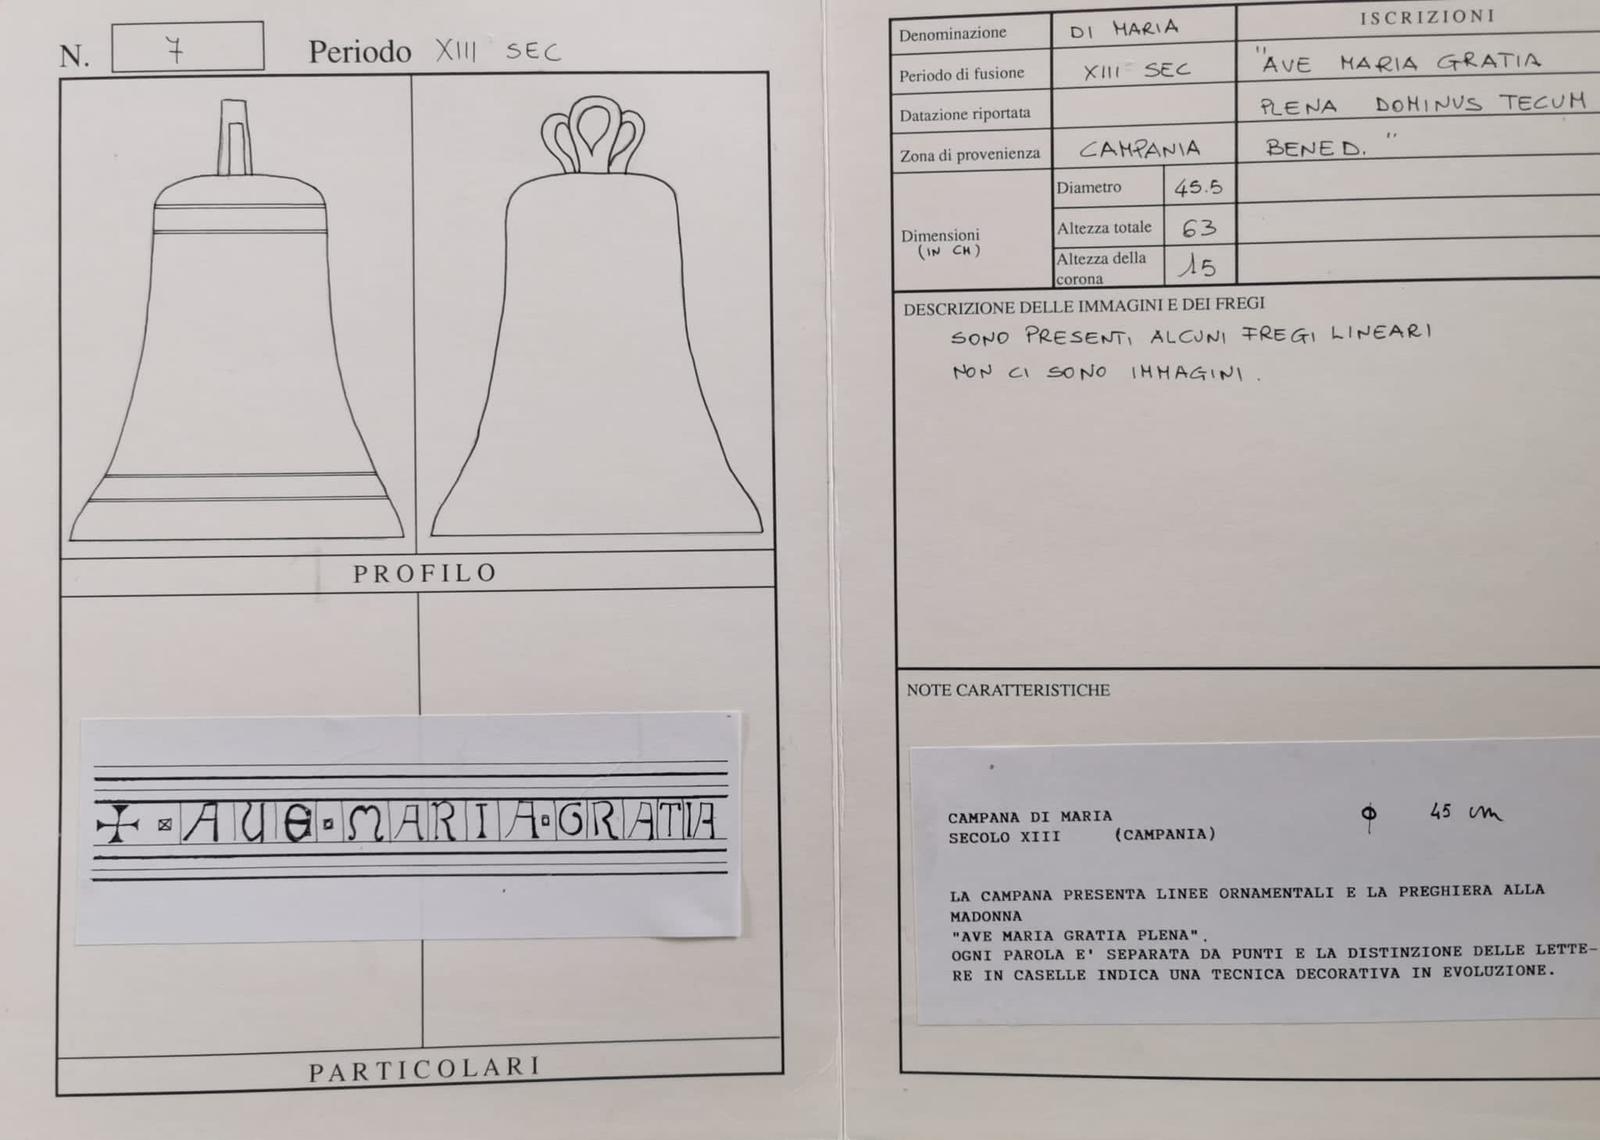 N. 7 Periodo XIII SEC
PROFILO
+ AVE MARIA GRATIA
PARTICOLARI
Denominazione DI MARIA
Periodo di fusione XIII SEC
Datazione riportata
Zona di provenienza CAMPANIA
Dimensioni
(IN CM)
Diametro 45.5
Altezza totale 63
Altezza della
corona 15
ISCRIZIONI
"AVE MARIA GRATIA
PLENA DOMINUS TECUM
BENED."
DESCRIZIONE DELLE IMMAGINI E DEI FREGI
SONO PRESENTI ALCUNI FREGI LINEARI
NON CI SONO IMMAGINI.
NOTE CARATTERISTICHE
CAMPANA DI MARIA ϕ 45 cm
SECOLO XIII (CAMPANIA)
LA CAMPANA PRESENTA LINEE ORNAMENTALI E LA PREGHIERA ALLA
MADONNA
"AVE MARIA GRATIA PLENA".
OGNI PAROLA E' SEPARATA DA PUNTI E LA DISTINZIONE DELLE LETTE-
RE IN CASELLE INDICA UNA TECNICA DECORATIVA IN EVOLUZIONE.